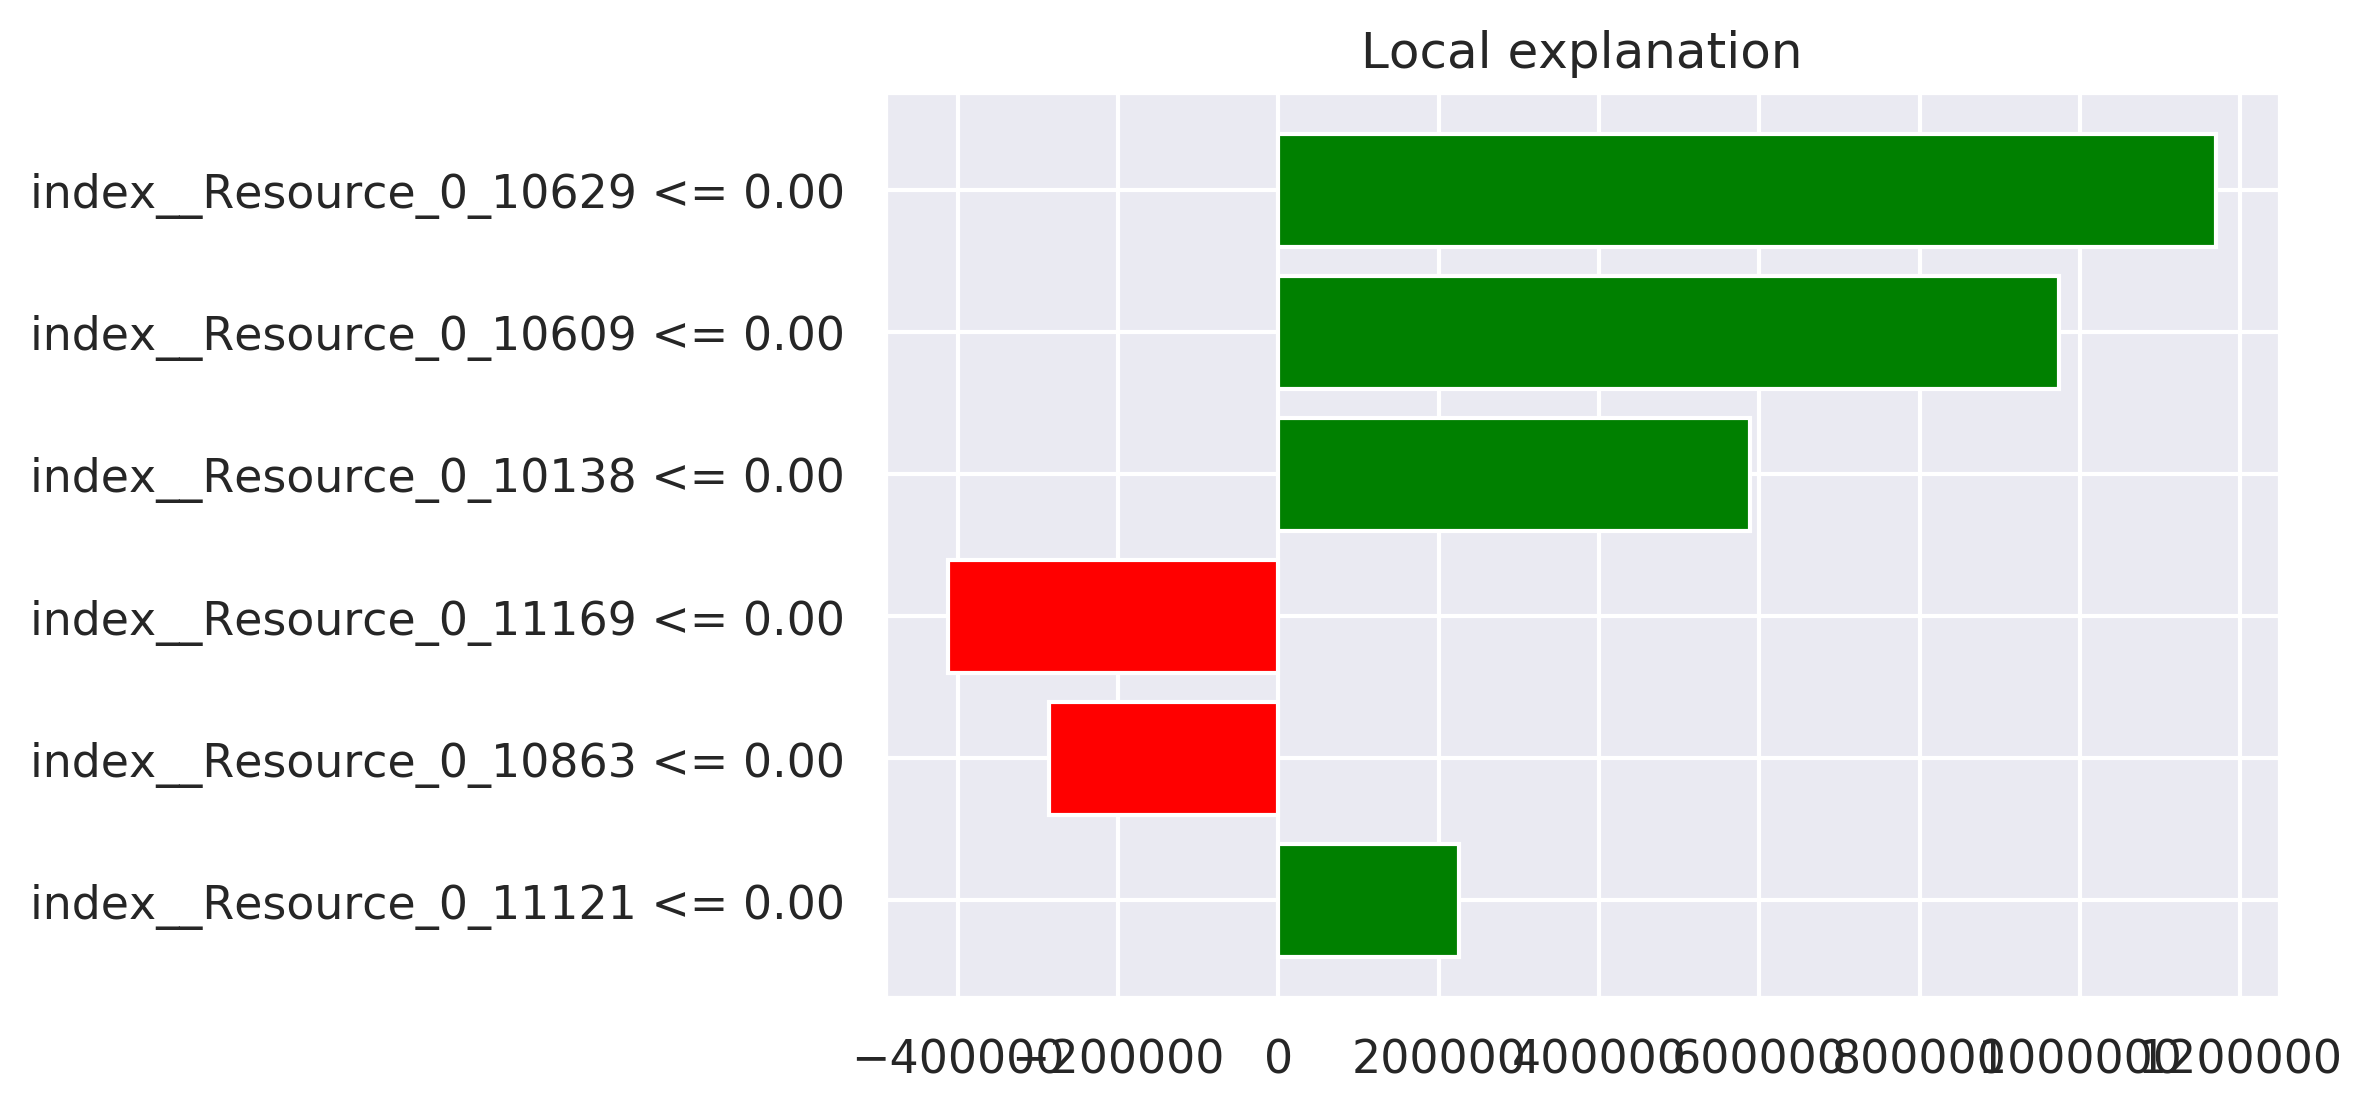 Local explanation
index__Resource_0_10629 <= 0.00
index__Resource_0_10609 <= 0.00
index__Resource_0_10138 <= 0.00
index__Resource_0_11169 <= 0.00
index__Resource_0_10863 <= 0.00
index__Resource_0_11121 <= 0.00
−400000 −200000 0 200000 400000 600000 800000 1000000 1200000